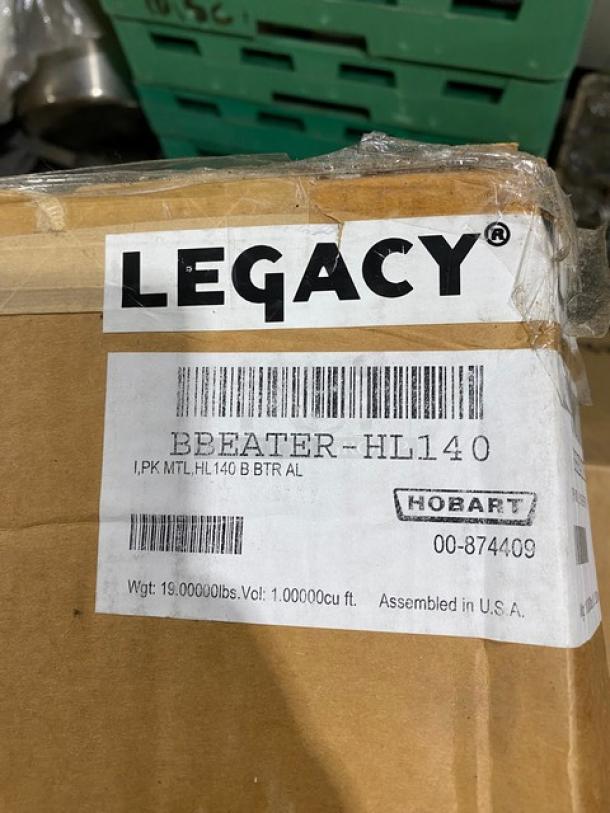 LEGACY®
BBEATER-HL140
I,PK MTL,HL140 B BTR AL
HOBART
00-874409
Wgt: 19.00000lbs.Vol: 1.00000cu ft. Assembled in U.S.A.